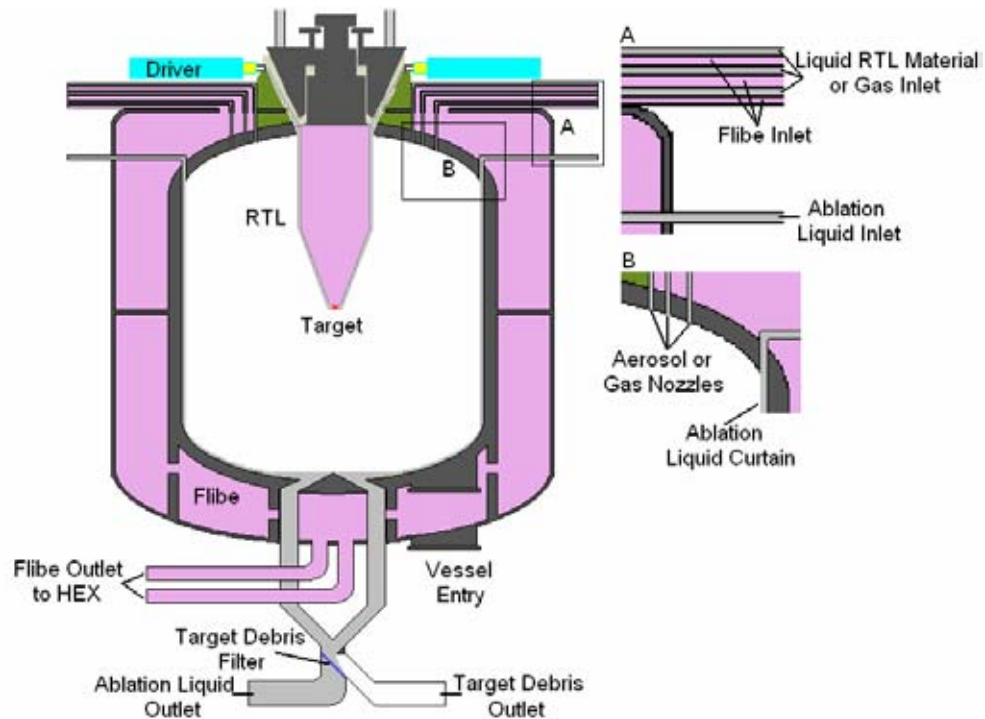 Driver
A
B
RTL
Target
Flibe
Flibe Outlet
to HEX
Vessel
Entry
Target Debris
Filter
Ablation Liquid
Outlet
Target Debris
Outlet
A
Liquid RTL Material
or Gas Inlet
Flibe Inlet
Ablation
Liquid Inlet
B
Aerosol or
Gas Nozzles
Ablation
Liquid Curtain